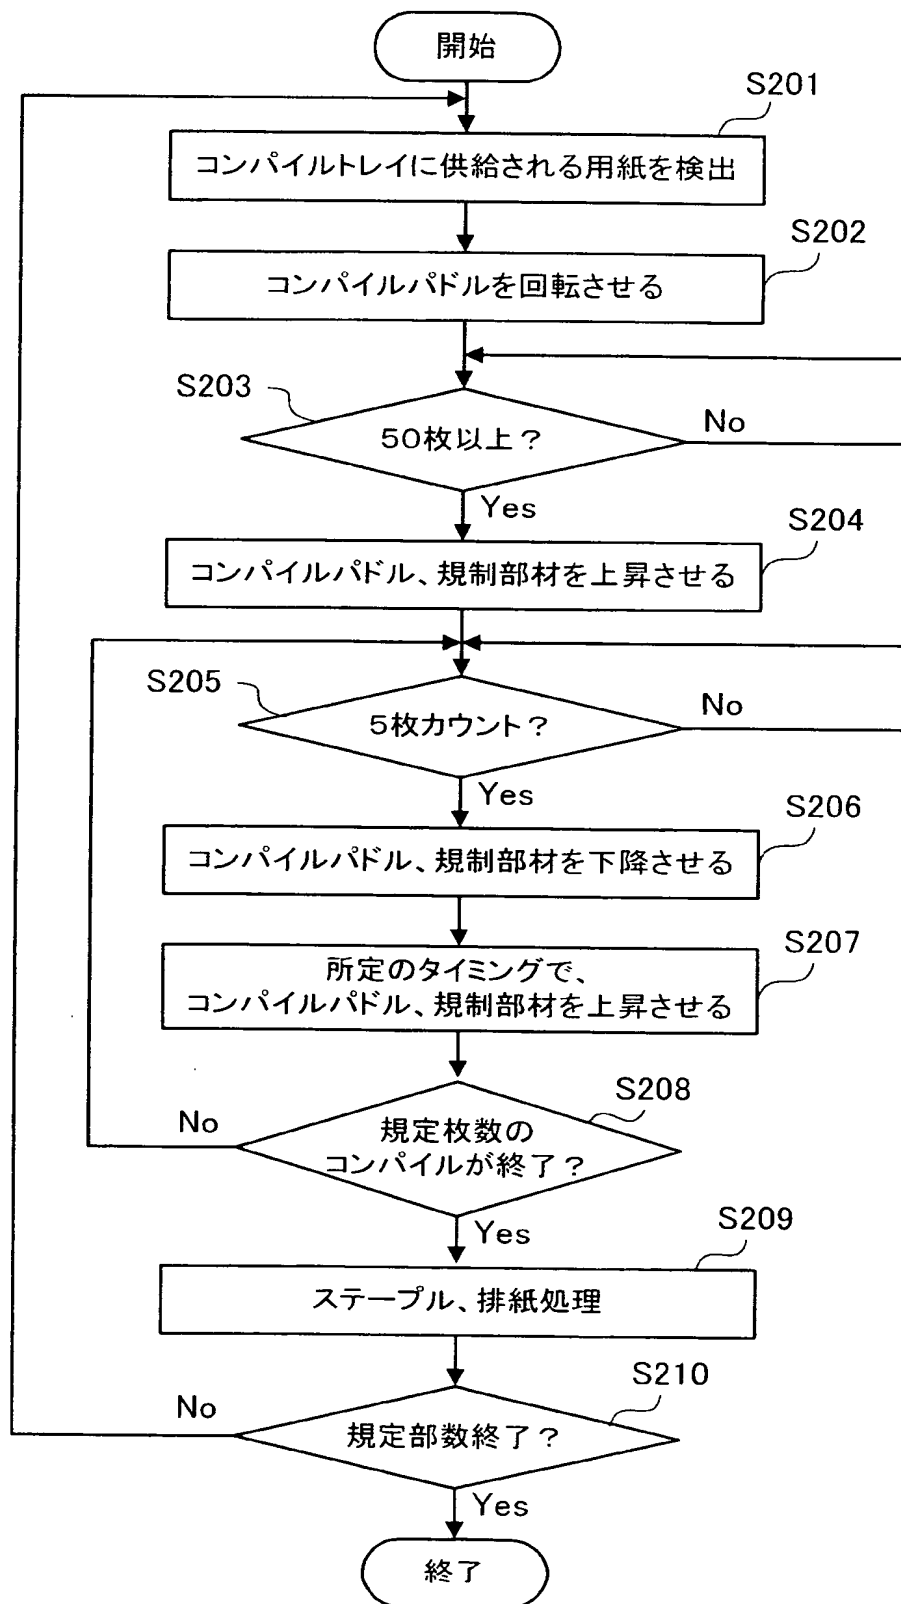 開始
S201
コンパイルトレイに供給される用紙を検出
S202
コンパイルパドルを回転させる
S203
50枚以上？
No
Yes
S204
コンパイルパドル、規制部材を上昇させる
S205
5枚カウント？
No
Yes
S206
コンパイルパドル、規制部材を下降させる
S207
所定のタイミングで、
コンパイルパドル、規制部材を上昇させる
S208
No
規定枚数の
コンパイルが終了？
Yes
S209
ステープル、排紙処理
S210
No
規定部数終了？
Yes
終了